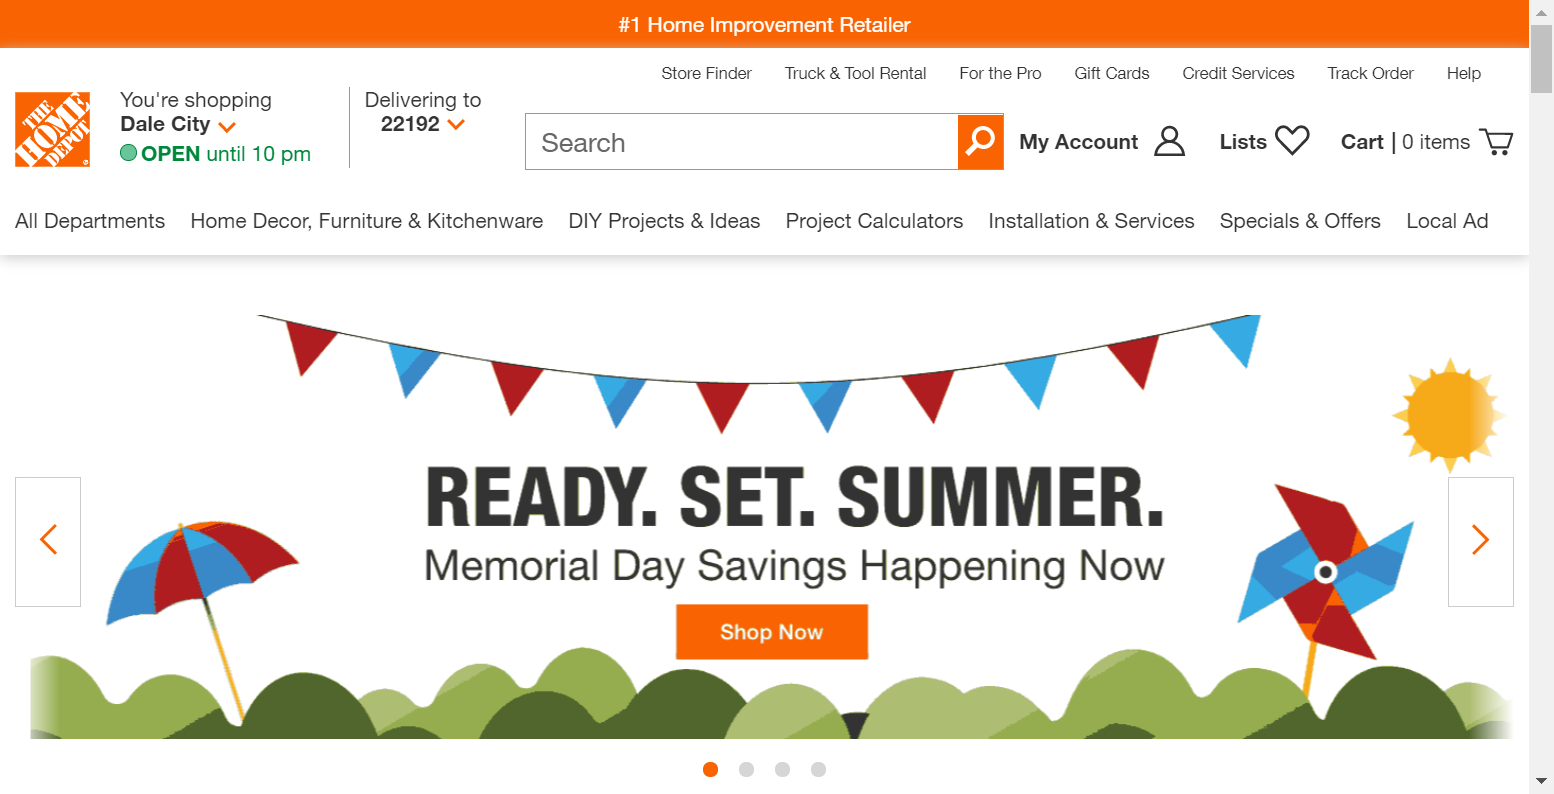 #1 Home Improvement Retailer
Store Finder
Truck & Tool Rental
For the Pro
Gift Cards
Credit Services
Track Order
Help
THE
HOME
DEPOT
You're shopping
Dale City
OPEN until 10 pm
Delivering to
22192
Search
My Account
Lists
Cart | 0 items
All Departments
Home Decor, Furniture & Kitchenware
DIY Projects & Ideas
Project Calculators
Installation & Services
Specials & Offers
Local Ad
READY. SET. SUMMER.
Memorial Day Savings Happening Now
Shop Now